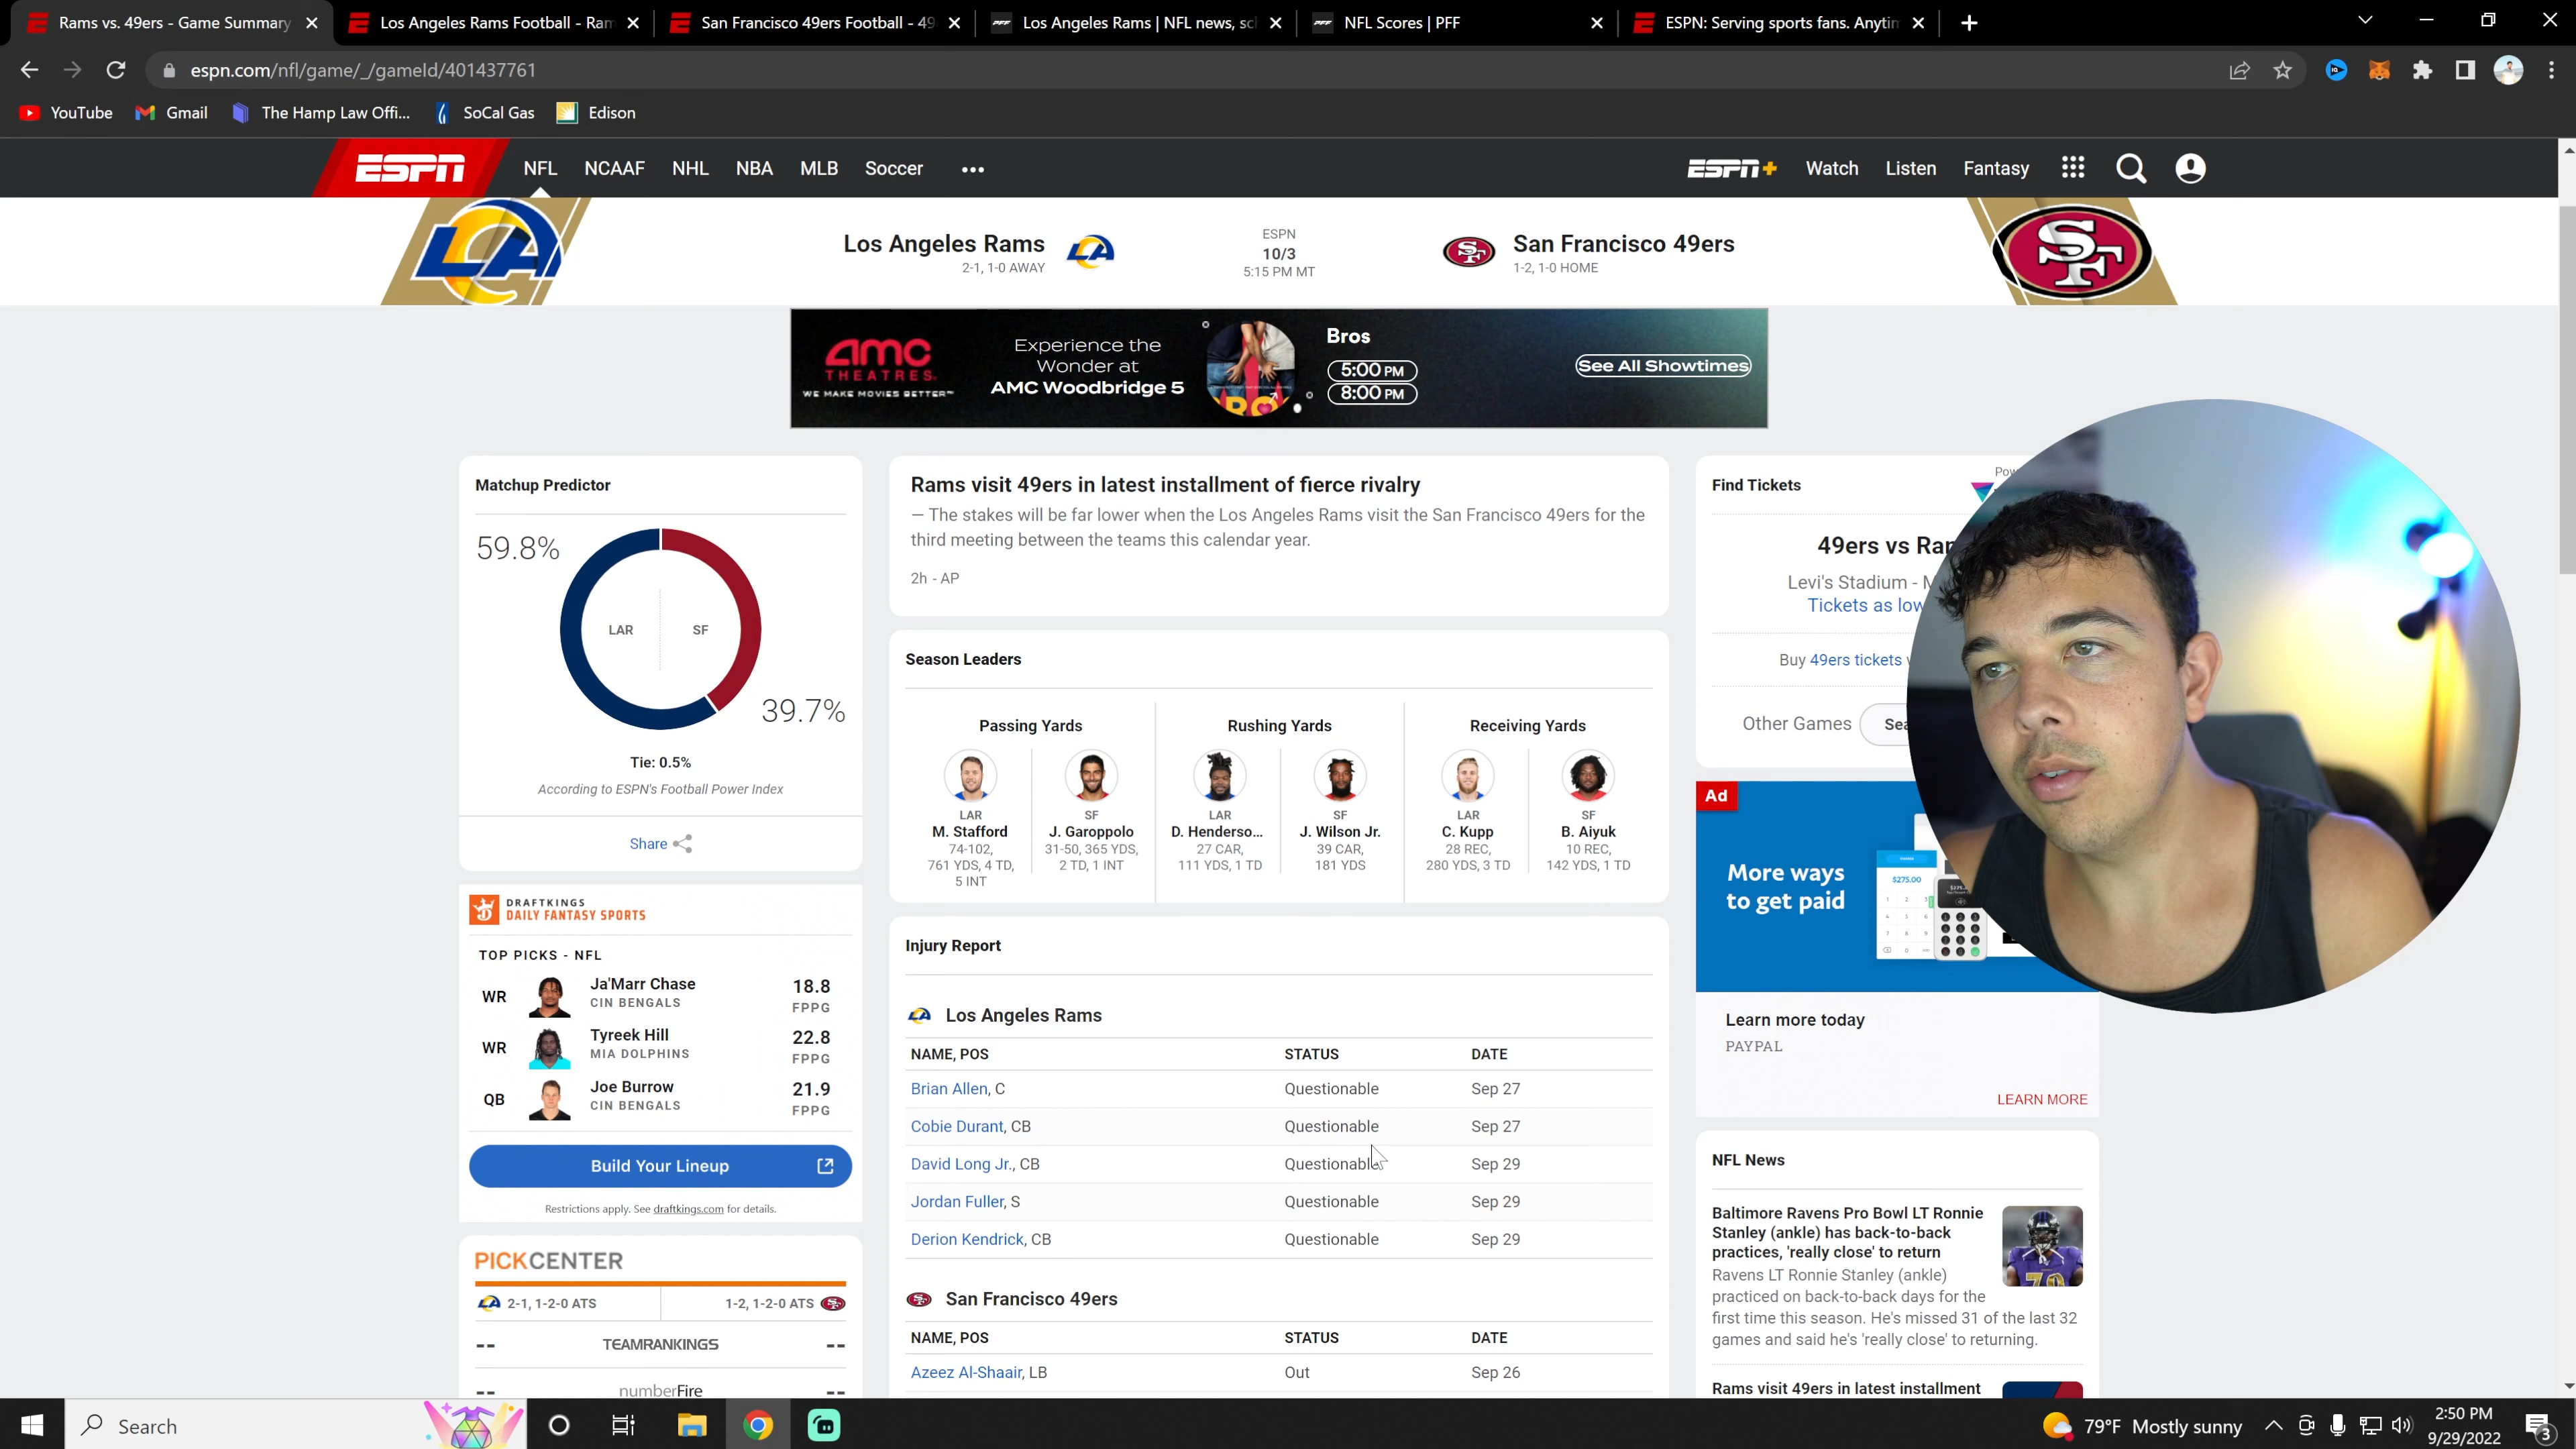 Rams vs. 49ers - Game Summary
Los Angeles Rams Football - Ram
San Francisco 49ers Football - 49
Los Angeles Rams | NFL news, sc
NFL Scores | PFF
ESPN: Serving sports fans. Anytim
espn.com/nfl/game/_/gameId/401437761
YouTube
Gmail
The Hamp Law Offi...
SoCal Gas
Edison
ESPN
NFL NCAAF NHL NBA MLB Soccer
ESPN+ Watch Listen Fantasy
Los Angeles Rams
2-1, 1-0 AWAY
ESPN
10/3
5:15 PM MT
San Francisco 49ers
1-2, 1-0 HOME
amc
THEATRES
WE MAKE MOVIES BETTER
Experience the
Wonder at
AMC Woodbridge 5
Bros
5:00 PM
8:00 PM
See All Showtimes
Matchup Predictor
59.8%
LAR
SF
39.7%
Tie: 0.5%
According to ESPN's Football Power Index
Share
DRAFTKINGS
DAILY FANTASY SPORTS
TOP PICKS - NFL
WR Ja'Marr Chase 18.8
CIN BENGALS FPPG
WR Tyreek Hill 22.8
MIA DOLPHINS FPPG
QB Joe Burrow 21.9
CIN BENGALS FPPG
Build Your Lineup
Restrictions apply. See draftkings.com for details.
PICKCENTER
2-1, 1-2-0 ATS
1-2, 1-2-0 ATS
-- TEAMRANKINGS --
-- numberFire --
Rams visit 49ers in latest installment of fierce rivalry
— The stakes will be far lower when the Los Angeles Rams visit the San Francisco 49ers for the
third meeting between the teams this calendar year.
2h - AP
Season Leaders
Passing Yards
Rushing Yards
Receiving Yards
LAR
M. Stafford
74-102,
761 YDS, 4 TD,
5 INT
SF
J. Garoppolo
31-50, 365 YDS,
2 TD, 1 INT
LAR
D. Henderso...
27 CAR,
111 YDS, 1 TD
SF
J. Wilson Jr.
39 CAR,
181 YDS
LAR
C. Kupp
28 REC,
280 YDS, 3 TD
SF
B. Aiyuk
10 REC,
142 YDS, 1 TD
Injury Report
Los Angeles Rams
NAME, POS STATUS DATE
Brian Allen, C Questionable Sep 27
Cobie Durant, CB Questionable Sep 27
David Long Jr., CB Questionable Sep 29
Jordan Fuller, S Questionable Sep 29
Derion Kendrick, CB Questionable Sep 29
San Francisco 49ers
NAME, POS STATUS DATE
Azeez Al-Shaair, LB Out Sep 26
Find Tickets
49ers vs
Levi's Stadium -
Tickets as low
Buy 49ers tickets
Other Games
Ad
More ways
to get paid
$275.00
Learn more today
PAYPAL
LEARN MORE
NFL News
Baltimore Ravens Pro Bowl LT Ronnie
Stanley (ankle) has back-to-back
practices, 'really close' to return
Ravens LT Ronnie Stanley (ankle)
practiced on back-to-back days for the
first time this season. He's missed 31 of the last 32
games and said he's 'really close' to returning.
Rams visit 49ers in latest installment
Search
79°F Mostly sunny
2:50 PM
9/29/2022
3